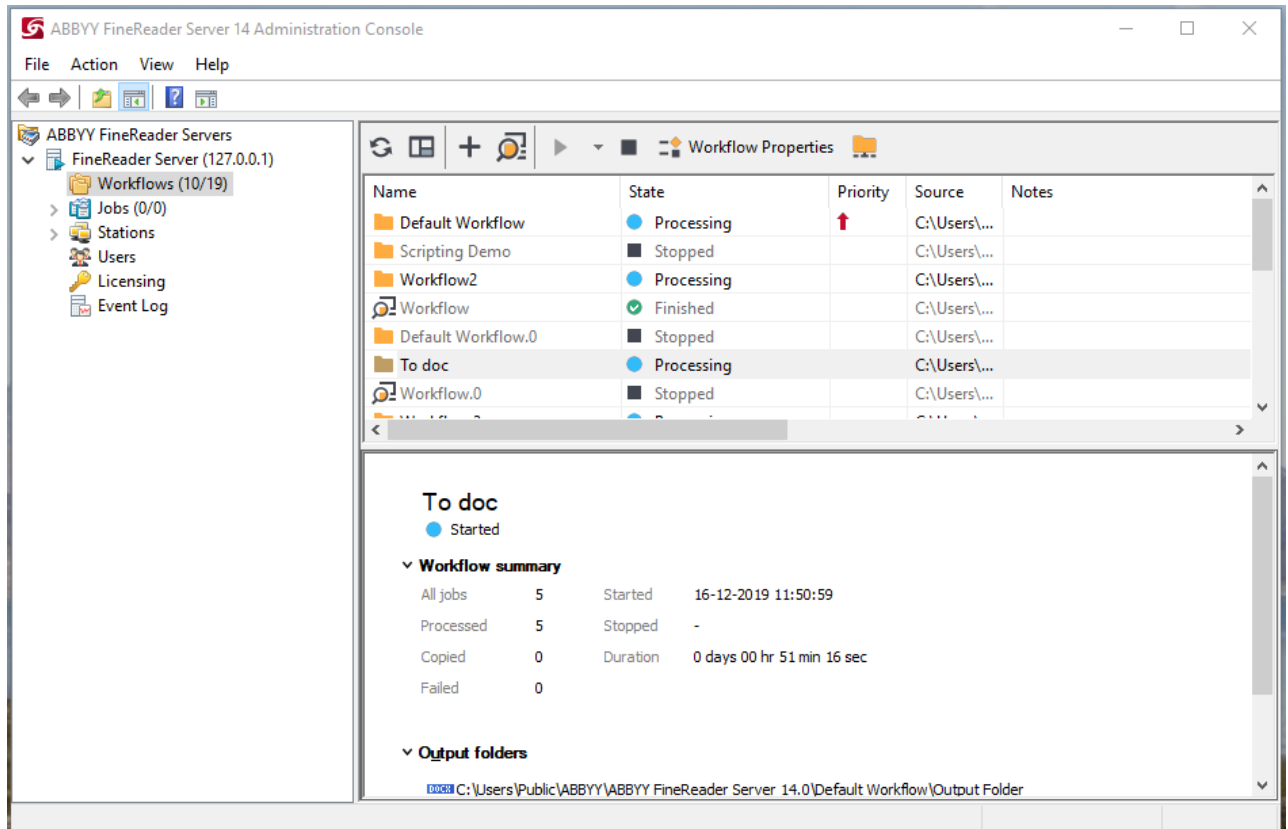 ABBYY FineReader Server 14 Administration Console
File Action View Help
ABBYY FineReader Servers
FineReader Server (127.0.0.1)
Workflows (10/19)
Jobs (0/0)
Stations
Users
Licensing
Event Log
Workflow Properties
Name State Priority Source Notes
Default Workflow Processing C:\Users\...
Scripting Demo Stopped C:\Users\...
Workflow2 Processing C:\Users\...
Workflow Finished C:\Users\...
Default Workflow.0 Stopped C:\Users\...
To doc Processing C:\Users\...
Workflow.0 Stopped C:\Users\...
To doc
Started
Workflow summary
All jobs 5 Started 16-12-2019 11:50:59
Processed 5 Stopped -
Copied 0 Duration 0 days 00 hr 51 min 16 sec
Failed 0
Output folders
DOCX C:\Users\Public\ABBYY\ABBYY FineReader Server 14.0\Default Workflow\Output Folder